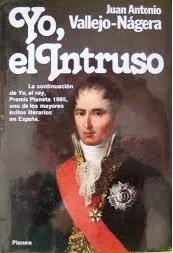 Juan Antonio
Vallejo-Nágera
Yo,
el Intruso
La continuación
de Yo, el rey,
Premio Planeta 1985,
uno de los mayores
éxitos literarios
en España.
Planeta